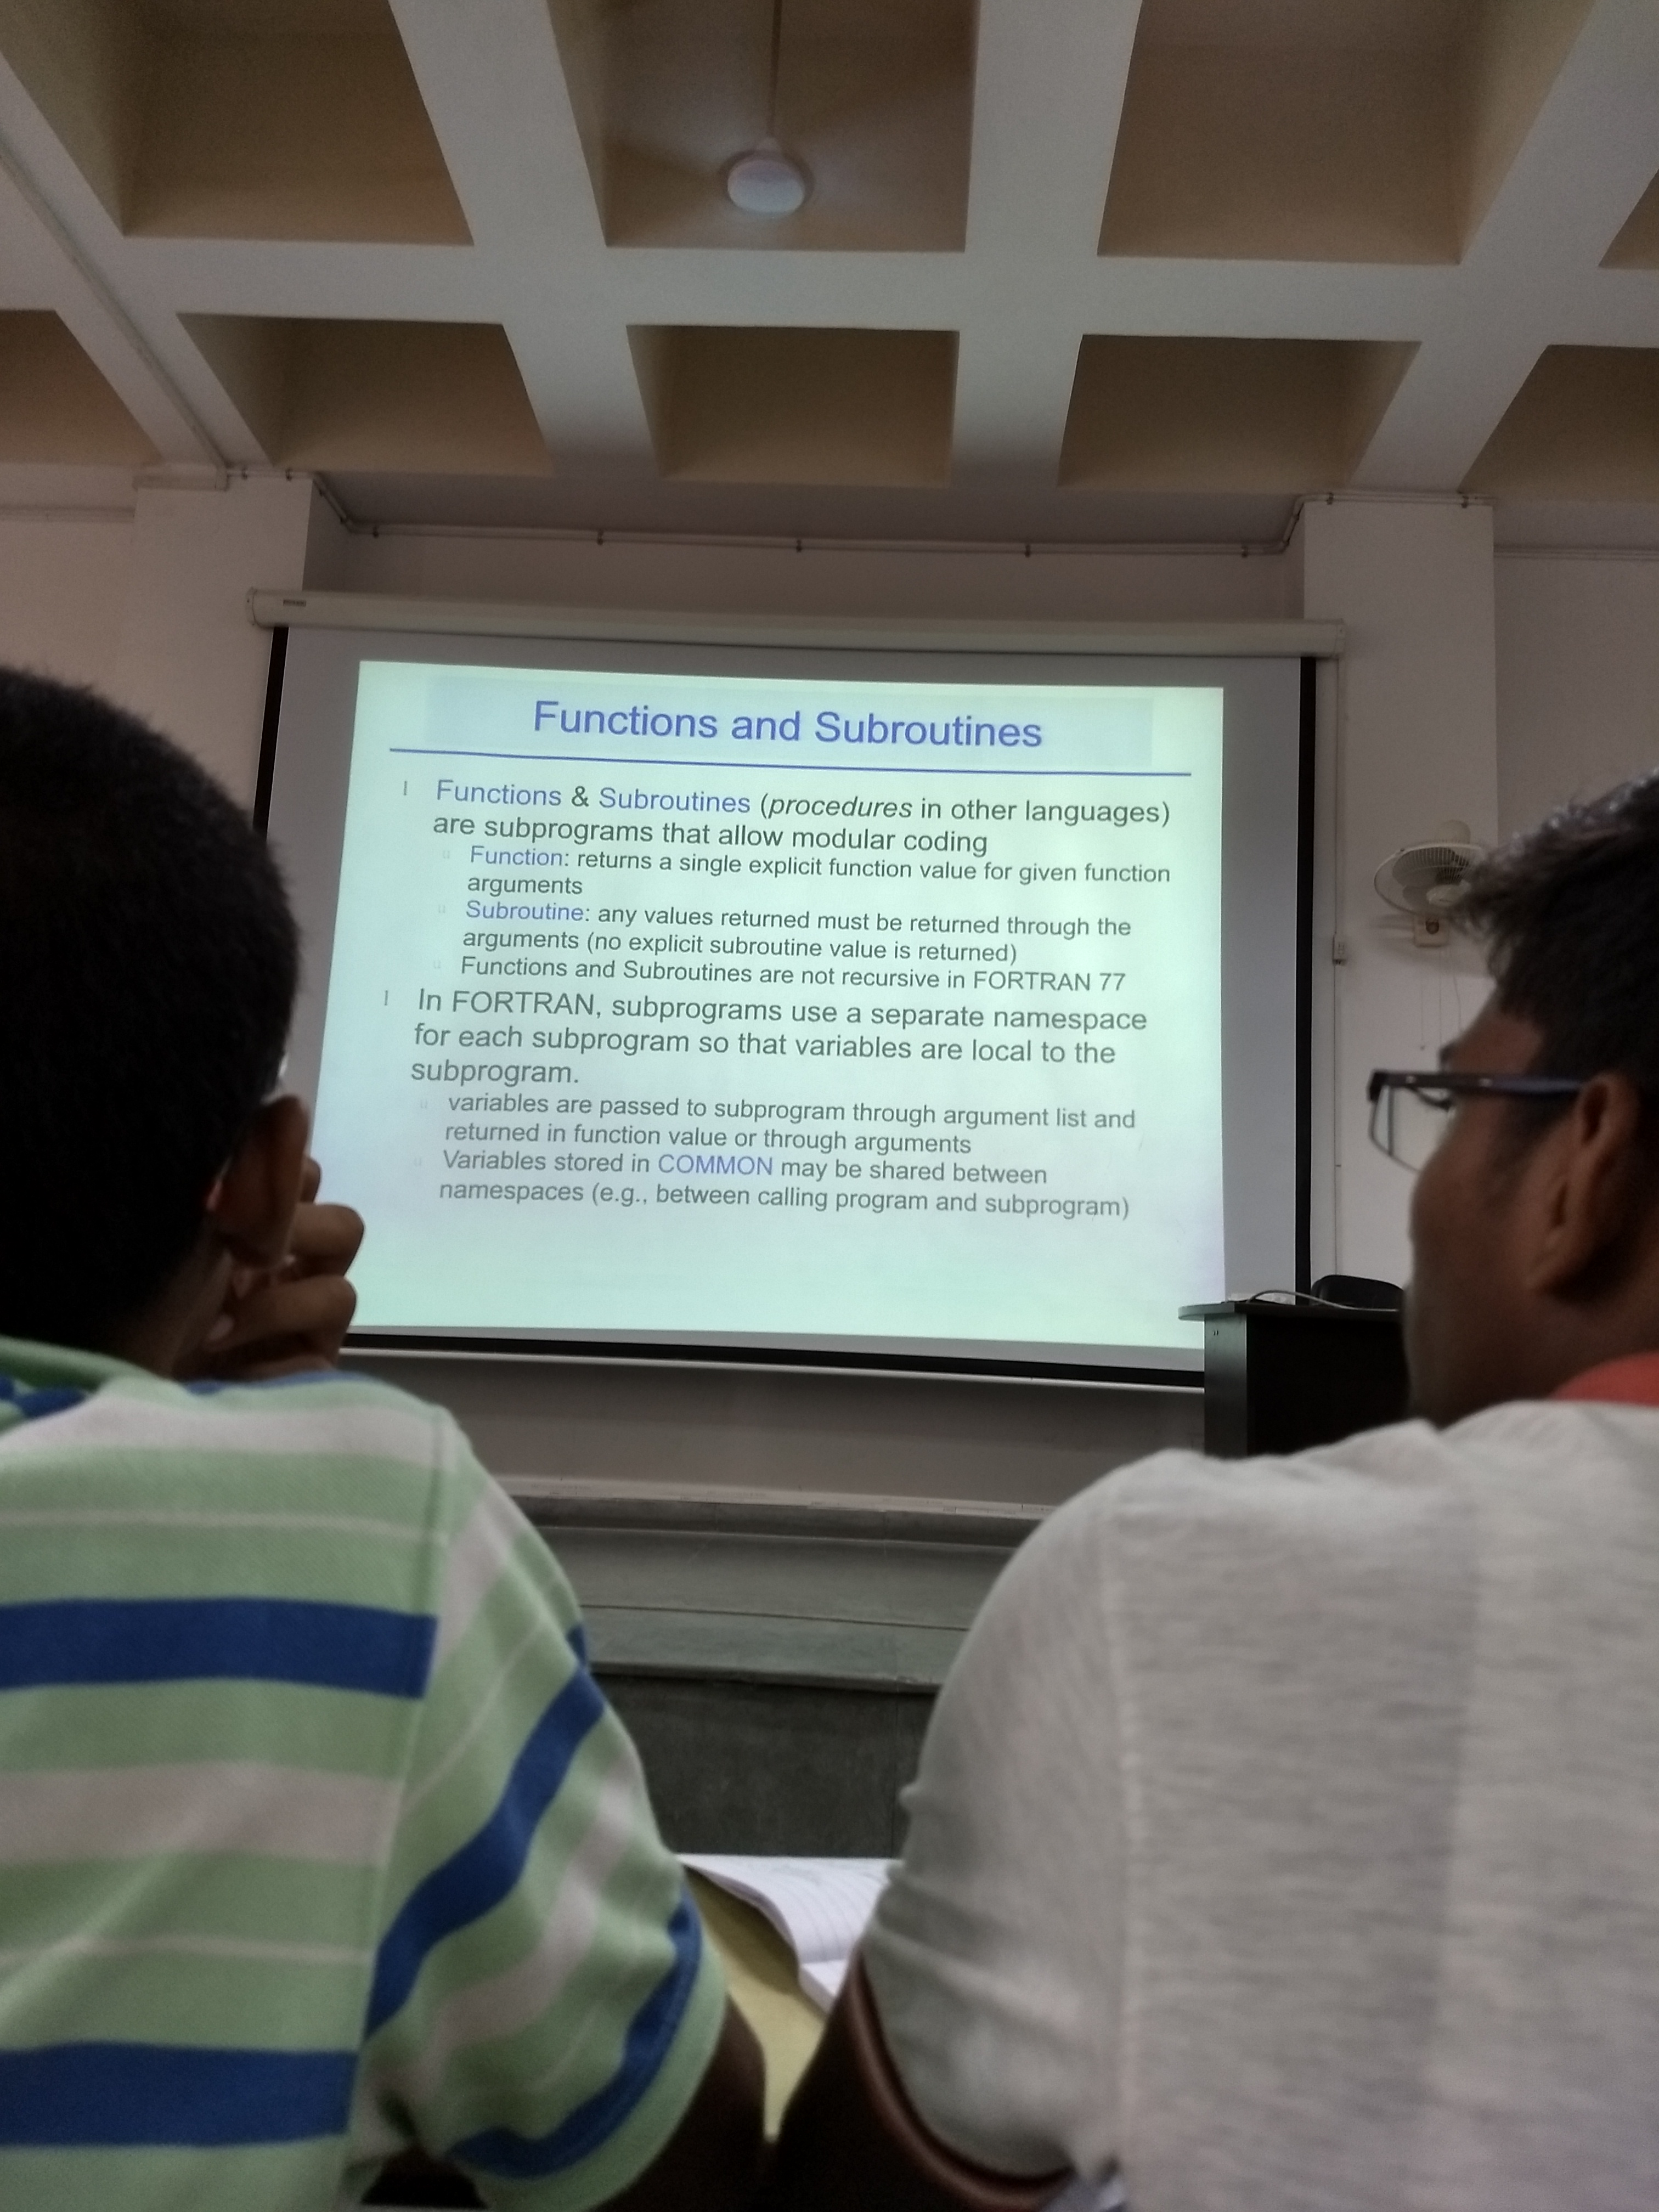 Functions and Subroutines
Functions & Subroutines (procedures in other languages)
are subprograms that allow modular coding
Function: returns a single explicit function value for given function
arguments
Subroutine: any values returned must be returned through the
arguments (no explicit subroutine value is returned)
Functions and Subroutines are not recursive in FORTRAN 77
In FORTRAN, subprograms use a separate namespace
for each subprogram so that variables are local to the
subprogram.
variables are passed to subprogram through argument list and
returned in function value or through arguments
Variables stored in COMMON may be shared between
namespaces (e.g., between calling program and subprogram)